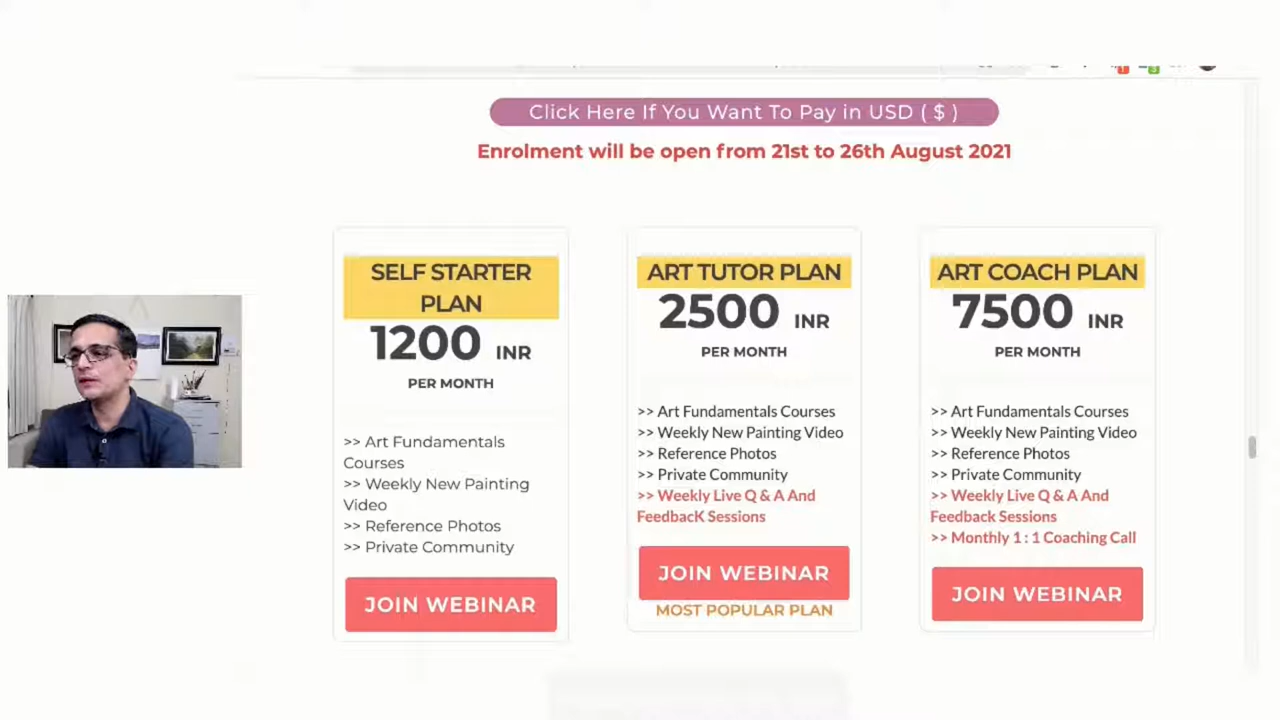 Click Here If You Want To Pay in USD ( $ )
Enrolment will be open from 21st to 26th August 2021
SELF STARTER
PLAN
1200 INR
PER MONTH
>> Art Fundamentals
Courses
>> Weekly New Painting
Video
>> Reference Photos
>> Private Community
JOIN WEBINAR
ART TUTOR PLAN
2500 INR
PER MONTH
>> Art Fundamentals Courses
>> Weekly New Painting Video
>> Reference Photos
>> Private Community
>> Weekly Live Q & A And
FeedbacK Sessions
JOIN WEBINAR
MOST POPULAR PLAN
ART COACH PLAN
7500 INR
PER MONTH
>> Art Fundamentals Courses
>> Weekly New Painting Video
>> Reference Photos
>> Private Community
>> Weekly Live Q & A And
Feedback Sessions
>> Monthly 1 : 1 Coaching Call
JOIN WEBINAR